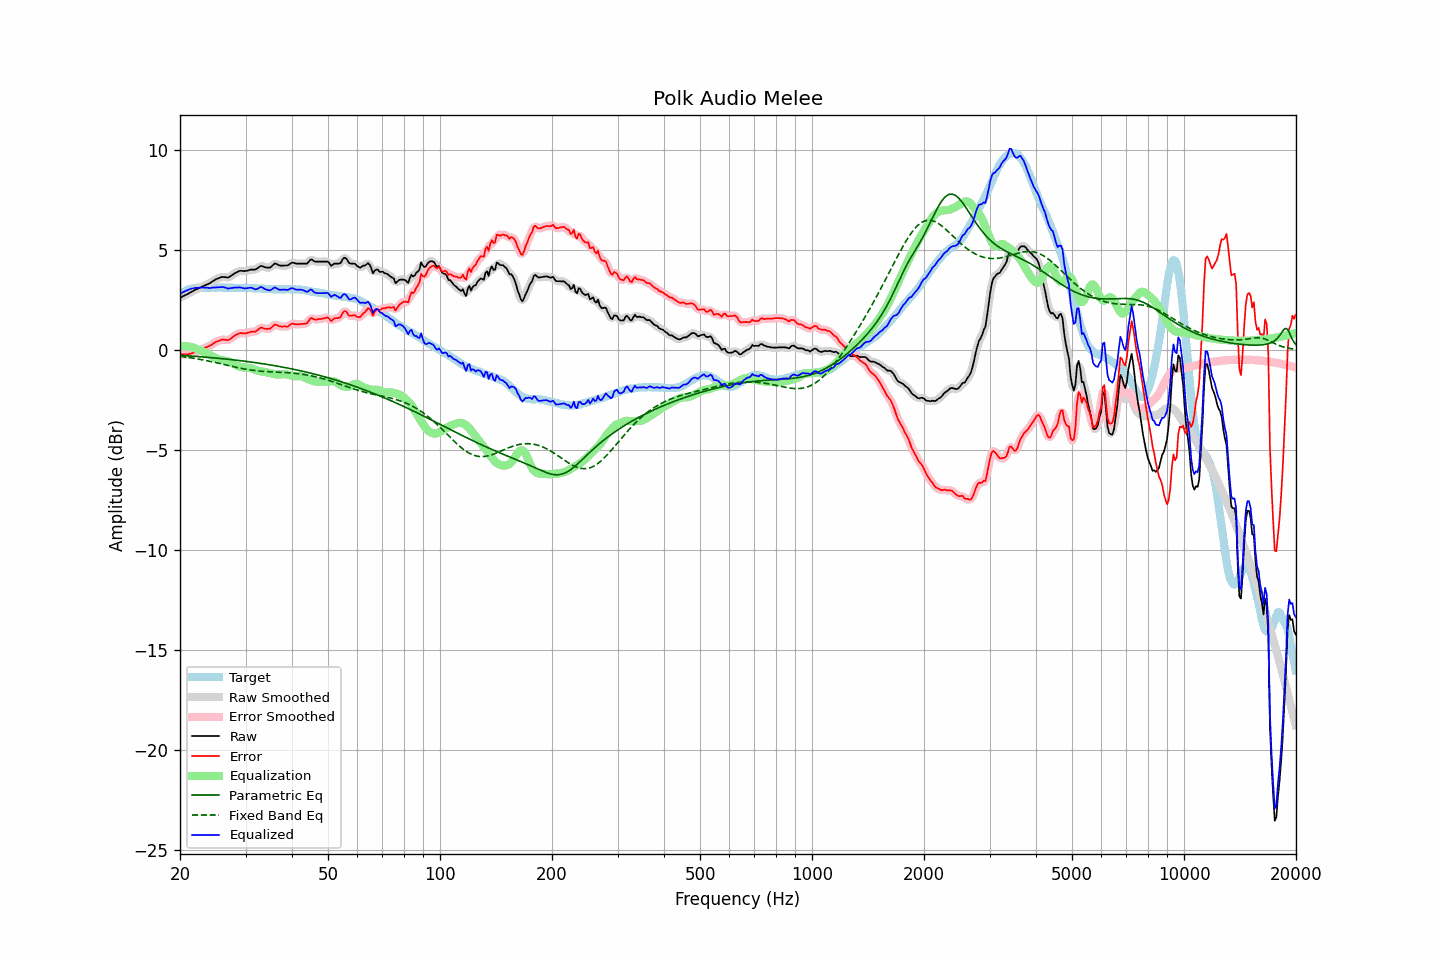 Polk Audio Melee
10
5
0
−5
−10
−15
−20
−25
Amplitude (dBr)
Target
Raw Smoothed
Error Smoothed
Raw
Error
Equalization
Parametric Eq
Fixed Band Eq
Equalized
20 50 100 200 500 1000 2000 5000 10000 20000
Frequency (Hz)